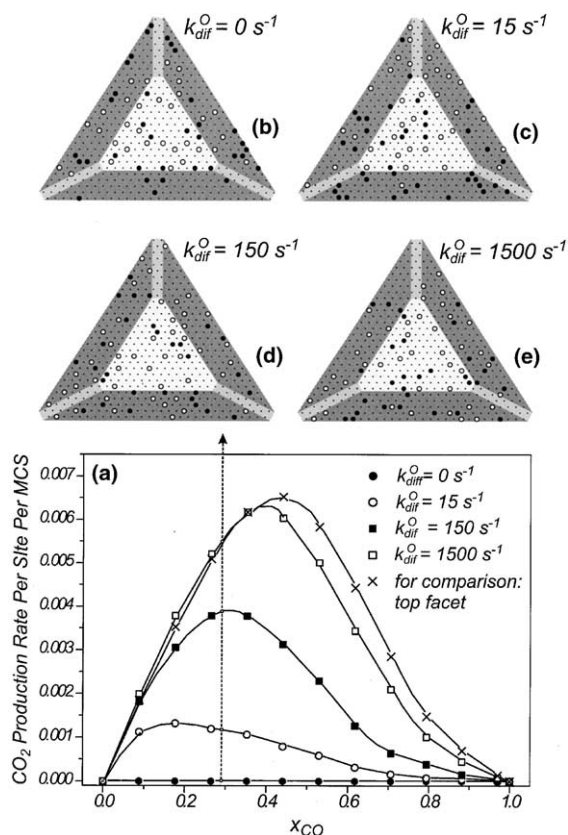 k_dif^O = 0 s⁻¹
(b)
k_dif^O = 15 s⁻¹
(c)
k_dif^O = 150 s⁻¹
(d)
k_dif^O = 1500 s⁻¹
(e)
(a)
k_diff^O = 0 s⁻¹
k_dif^O = 15 s⁻¹
k_dif^O = 150 s⁻¹
k_dif^O = 1500 s⁻¹
for comparison:
top facet
CO₂ Production Rate Per SIte Per MCS
0.007
0.006
0.005
0.004
0.003
0.002
0.001
0.000
0.0 0.2 0.4 0.6 0.8 1.0
x_CO